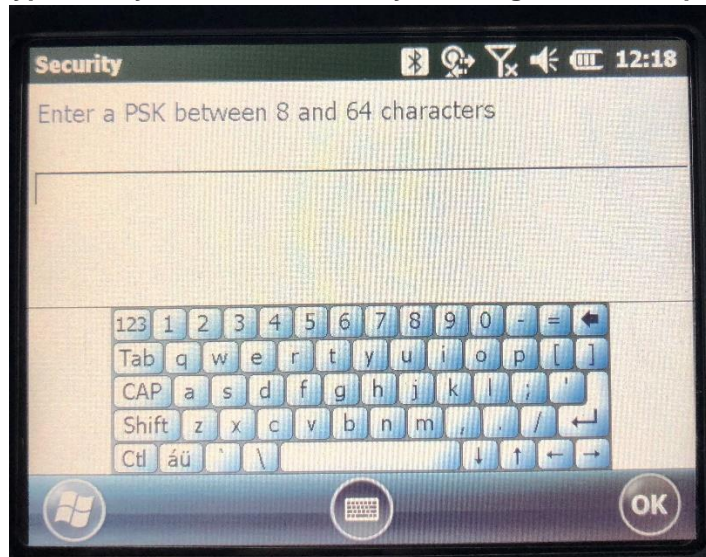 Security 12:18
Enter a PSK between 8 and 64 characters
123 1 2 3 4 5 6 7 8 9 0 - =
Tab q w e r t y u i o p [ ]
CAP a s d f g h j k l ; '
Shift z x c v b n m , . /
Ctl áü ` \
OK